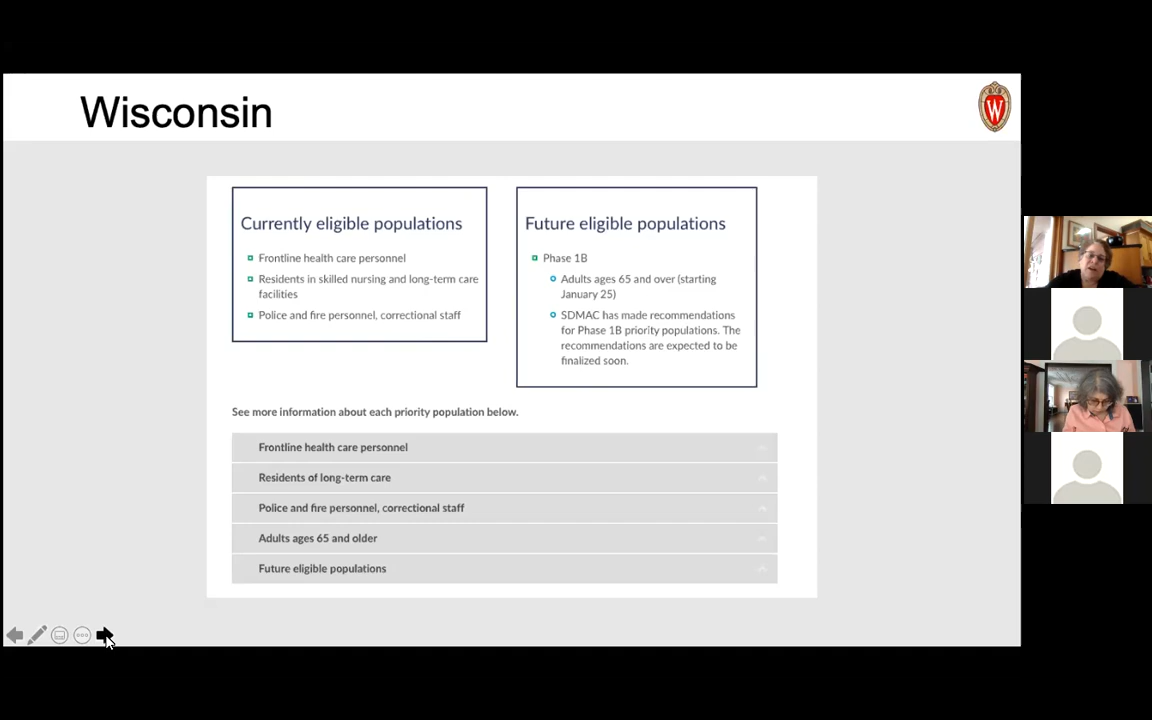 Wisconsin
W
Currently eligible populations
Frontline health care personnel
Residents in skilled nursing and long-term care
facilities
Police and fire personnel, correctional staff
Future eligible populations
Phase 1B
Adults ages 65 and over (starting
January 25)
SDMAC has made recommendations
for Phase 1B priority populations. The
recommendations are expected to be
finalized soon.
See more information about each priority population below.
Frontline health care personnel
Residents of long-term care
Police and fire personnel, correctional staff
Adults ages 65 and older
Future eligible populations